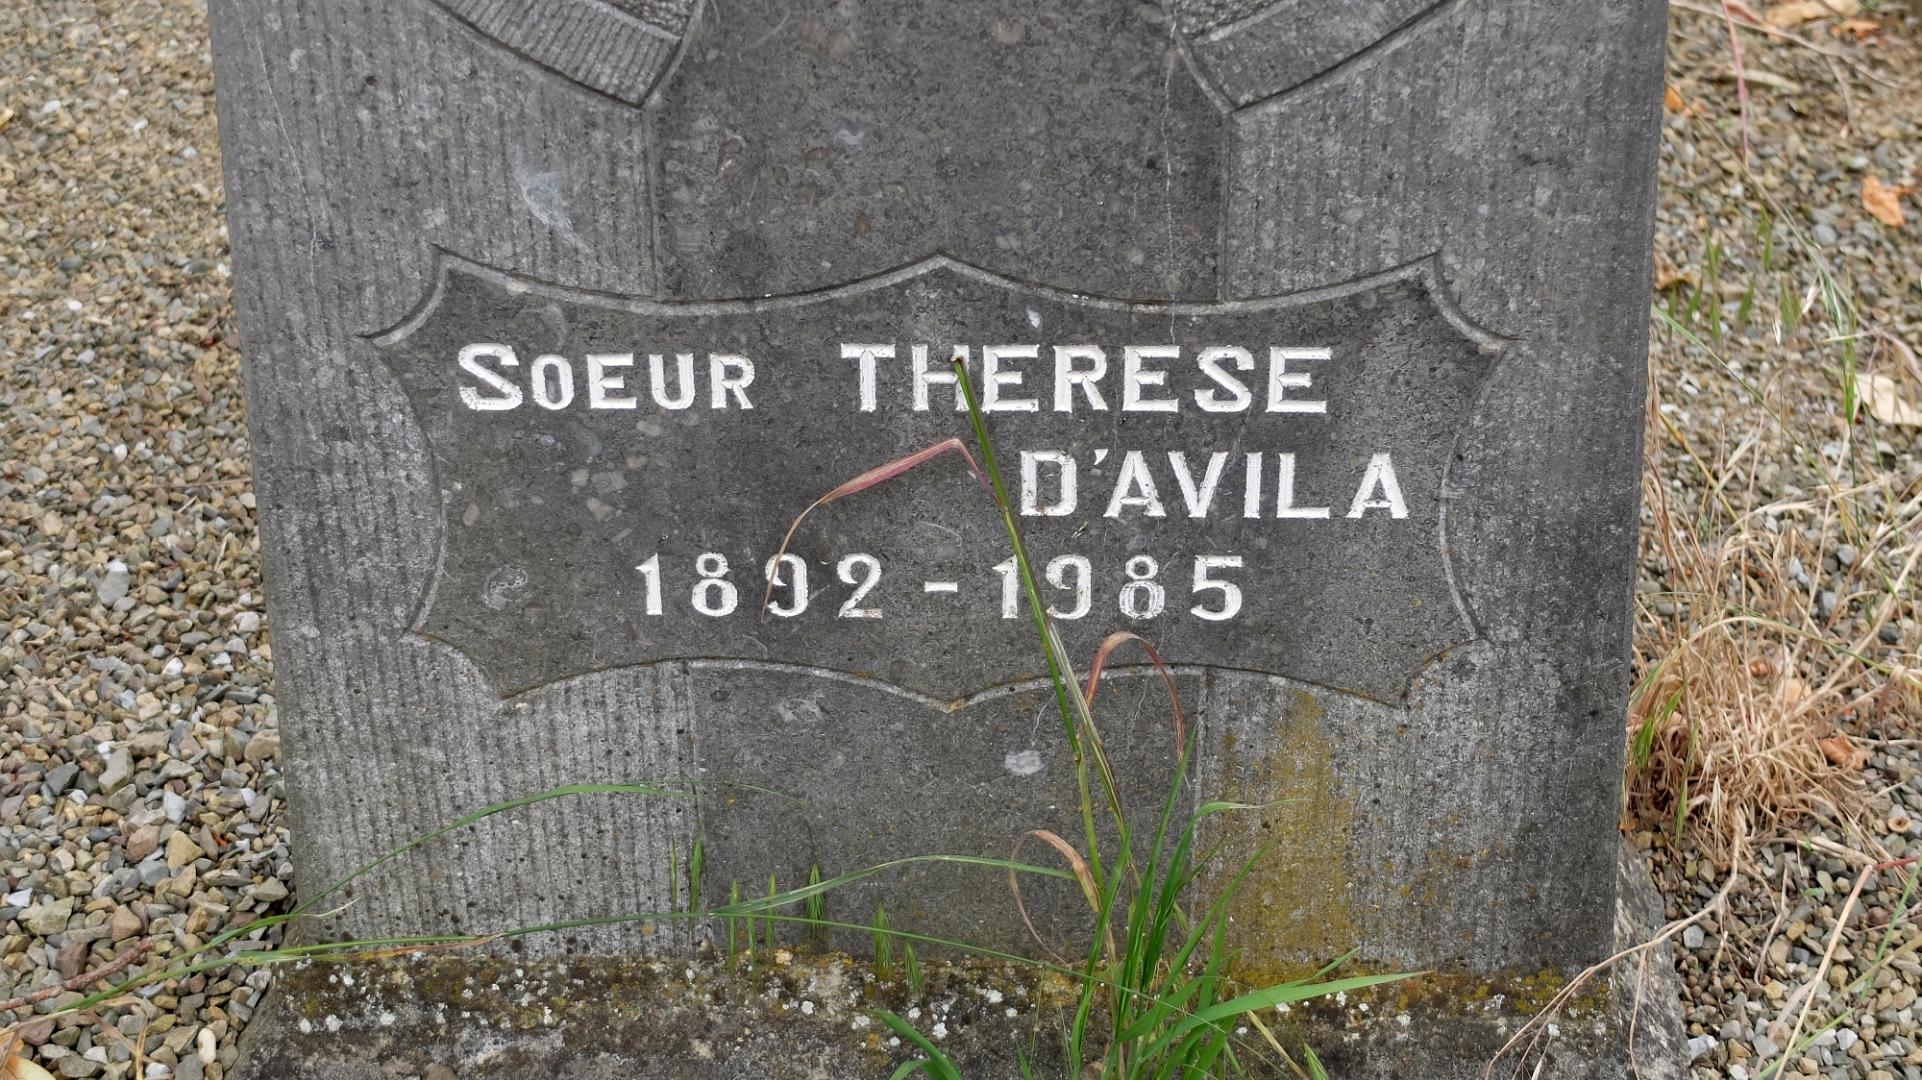 SOEUR THERESE
D'AVILA
1892-1985